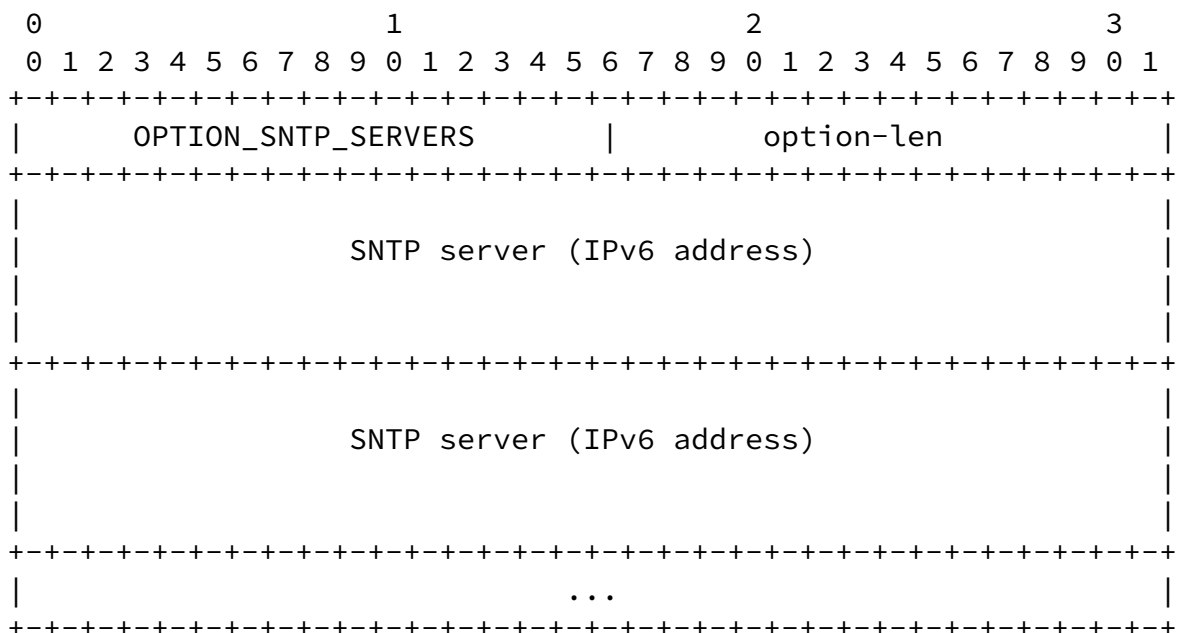 0                   1                   2                   3
 0 1 2 3 4 5 6 7 8 9 0 1 2 3 4 5 6 7 8 9 0 1 2 3 4 5 6 7 8 9 0 1
+-+-+-+-+-+-+-+-+-+-+-+-+-+-+-+-+-+-+-+-+-+-+-+-+-+-+-+-+-+-+-+-+
|      OPTION_SNTP_SERVERS       |        option-len            |
+-+-+-+-+-+-+-+-+-+-+-+-+-+-+-+-+-+-+-+-+-+-+-+-+-+-+-+-+-+-+-+-+
|                                                               |
|                  SNTP server (IPv6 address)                   |
|                                                               |
|                                                               |
+-+-+-+-+-+-+-+-+-+-+-+-+-+-+-+-+-+-+-+-+-+-+-+-+-+-+-+-+-+-+-+-+
|                                                               |
|                  SNTP server (IPv6 address)                   |
|                                                               |
|                                                               |
+-+-+-+-+-+-+-+-+-+-+-+-+-+-+-+-+-+-+-+-+-+-+-+-+-+-+-+-+-+-+-+-+
|                              ...                              |
+-+-+-+-+-+-+-+-+-+-+-+-+-+-+-+-+-+-+-+-+-+-+-+-+-+-+-+-+-+-+-+-+